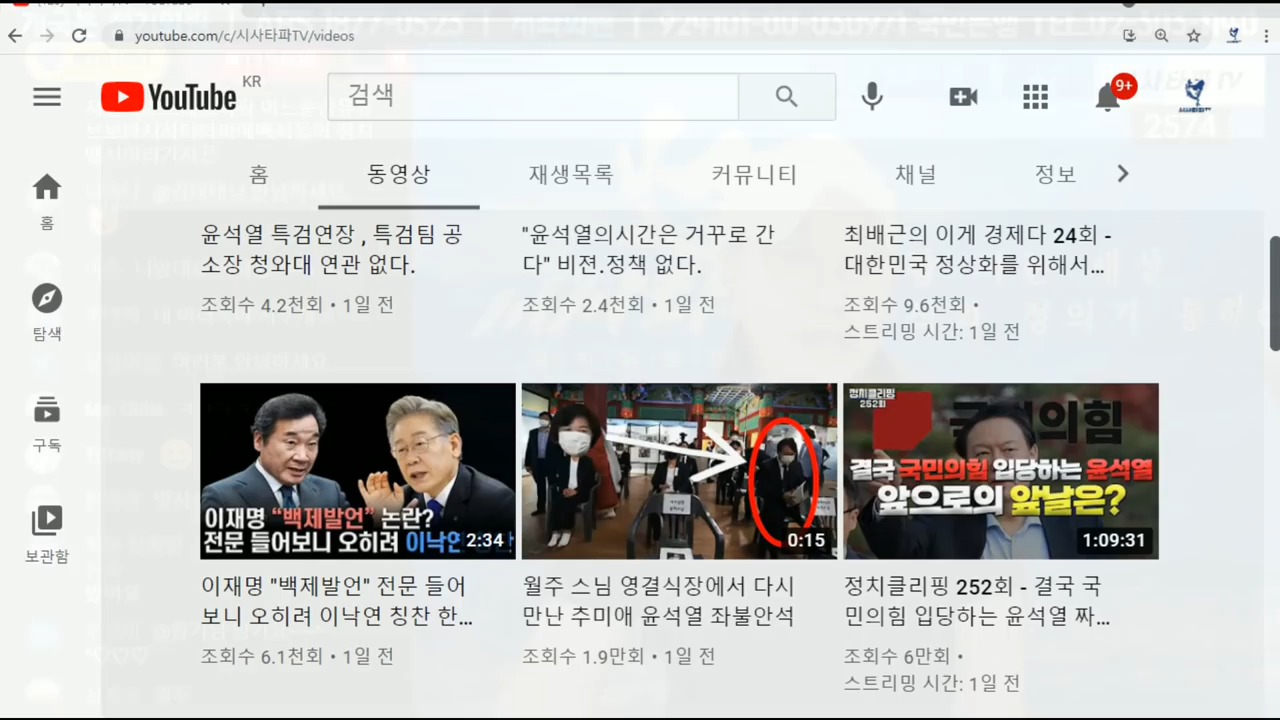 youtube.com/c/시사타파TV/videos
YouTube KR
검색
9+
2574
홈 동영상 재생목록 커뮤니티 채널 정보
홈
탐색
구독
보관함
윤석열 특검연장 , 특검팀 공
소장 청와대 연관 없다.
조회수 4.2천회 • 1일 전
"윤석열의시간은 거꾸로 간
다" 비젼.정책 없다.
조회수 2.4천회 • 1일 전
최배근의 이게 경제다 24회 -
대한민국 정상화를 위해서...
조회수 9.6천회 •
스트리밍 시간: 1일 전
이재명 “백제발언” 논란?
전문 들어보니 오히려 이낙연
2:34
이재명 "백제발언" 전문 들어
보니 오히려 이낙연 칭찬 한...
조회수 6.1천회 • 1일 전
0:15
월주 스님 영결식장에서 다시
만난 추미애 윤석열 좌불안석
조회수 1.9만회 • 1일 전
정치클리핑
252회
국민의힘
결국 국민의힘 입당하는 윤석열
앞으로의 앞날은?
1:09:31
정치클리핑 252회 - 결국 국
민의힘 입당하는 윤석열 짜...
조회수 6만회 •
스트리밍 시간: 1일 전